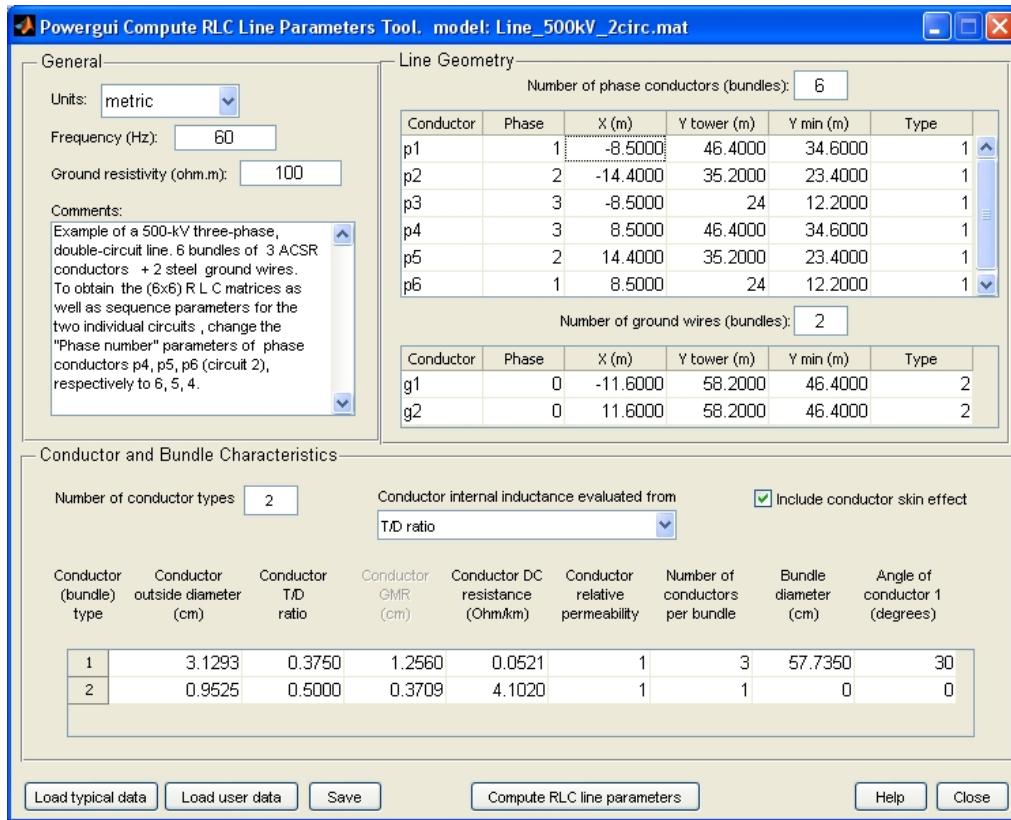 Powergui Compute RLC Line Parameters Tool.  model: Line_500kV_2circ.mat
General
Units: metric
Frequency (Hz): 60
Ground resistivity (ohm.m): 100
Comments:
Example of a 500-kV three-phase,
double-circuit line. 6 bundles of  3 ACSR
conductors   + 2 steel  ground wires.
To obtain  the (6x6) R L C matrices as
well as sequence parameters for the
two individual circuits , change the
"Phase number" parameters of  phase
conductors p4, p5, p6 (circuit 2),
respectively to 6, 5, 4.
Line Geometry
Number of phase conductors (bundles): 6
Conductor Phase X (m) Y tower (m) Y min (m) Type
p1 1 -8.5000 46.4000 34.6000 1
p2 2 -14.4000 35.2000 23.4000 1
p3 3 -8.5000 24 12.2000 1
p4 3 8.5000 46.4000 34.6000 1
p5 2 14.4000 35.2000 23.4000 1
p6 1 8.5000 24 12.2000 1
Number of ground wires (bundles): 2
Conductor Phase X (m) Y tower (m) Y min (m) Type
g1 0 -11.6000 58.2000 46.4000 2
g2 0 11.6000 58.2000 46.4000 2
Conductor and Bundle Characteristics
Number of conductor types 2
Conductor internal inductance evaluated from
T/D ratio
Include conductor skin effect
Conductor Conductor Conductor Conductor Conductor DC Conductor Number of Bundle Angle of
(bundle) outside diameter T/D GMR resistance relative conductors diameter conductor 1
type (cm) ratio (cm) (Ohm/km) permeability per bundle (cm) (degrees)
1 3.1293 0.3750 1.2560 0.0521 1 3 57.7350 30
2 0.9525 0.5000 0.3709 4.1020 1 1 0 0
Load typical data Load user data Save Compute RLC line parameters Help Close